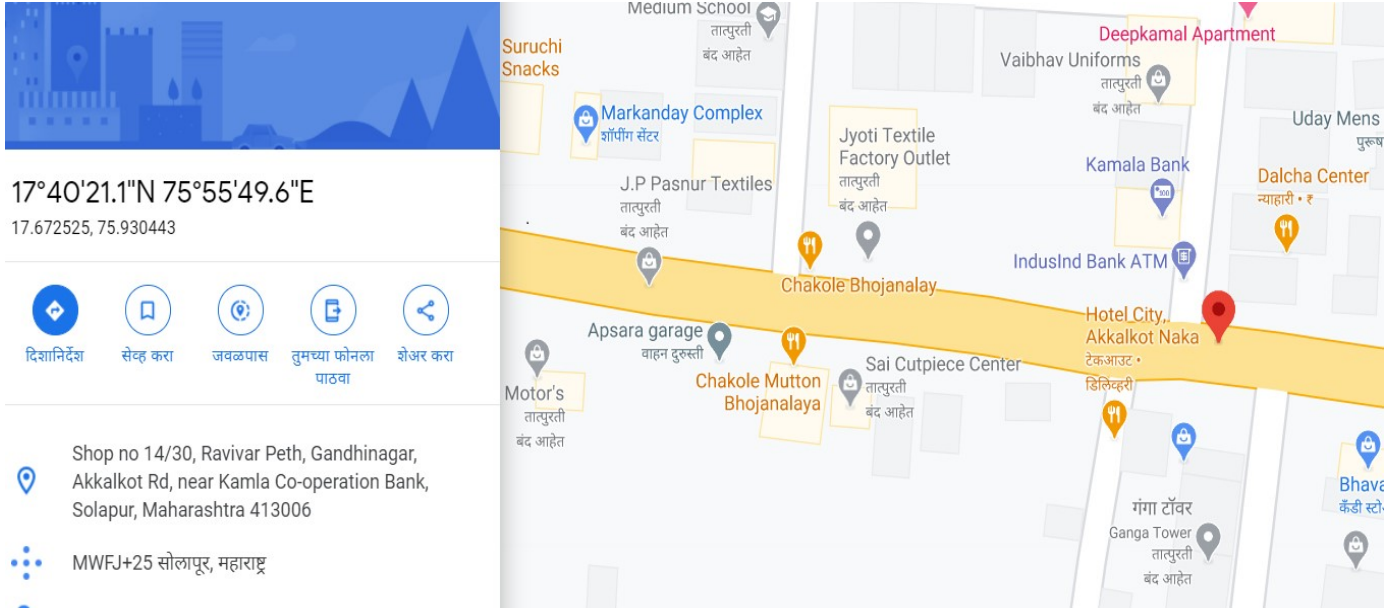 17°40'21.1"N 75°55'49.6"E
17.672525, 75.930443
दिशानिर्देश
सेव्ह करा
जवळपास
तुमच्या फोनला
पाठवा
शेअर करा
Shop no 14/30, Ravivar Peth, Gandhinagar,
Akkalkot Rd, near Kamla Co-operation Bank,
Solapur, Maharashtra 413006
MWFJ+25 सोलापूर, महाराष्ट्र
Medium School
तात्पुरती
बंद आहेत
Suruchi
Snacks
Markanday Complex
शॉपींग सेंटर
J.P Pasnur Textiles
तात्पुरती
बंद आहेत
Jyoti Textile
Factory Outlet
तात्पुरती
बंद आहेत
Deepkamal Apartment
Vaibhav Uniforms
तात्पुरती
बंद आहेत
Uday Mens
पुरूष
Kamala Bank
Dalcha Center
न्याहारी • ₹
IndusInd Bank ATM
Chakole Bhojanalay
Hotel City,
Akkalkot Naka
टेकआउट •
डिलिव्हरी
Apsara garage
वाहन दुरुस्ती
Chakole Mutton
Bhojanalaya
Sai Cutpiece Center
तात्पुरती
बंद आहेत
Motor's
तात्पुरती
बंद आहेत
गंगा टॉवर
Ganga Tower
तात्पुरती
बंद आहेत
Bhava
कँडी स्टो